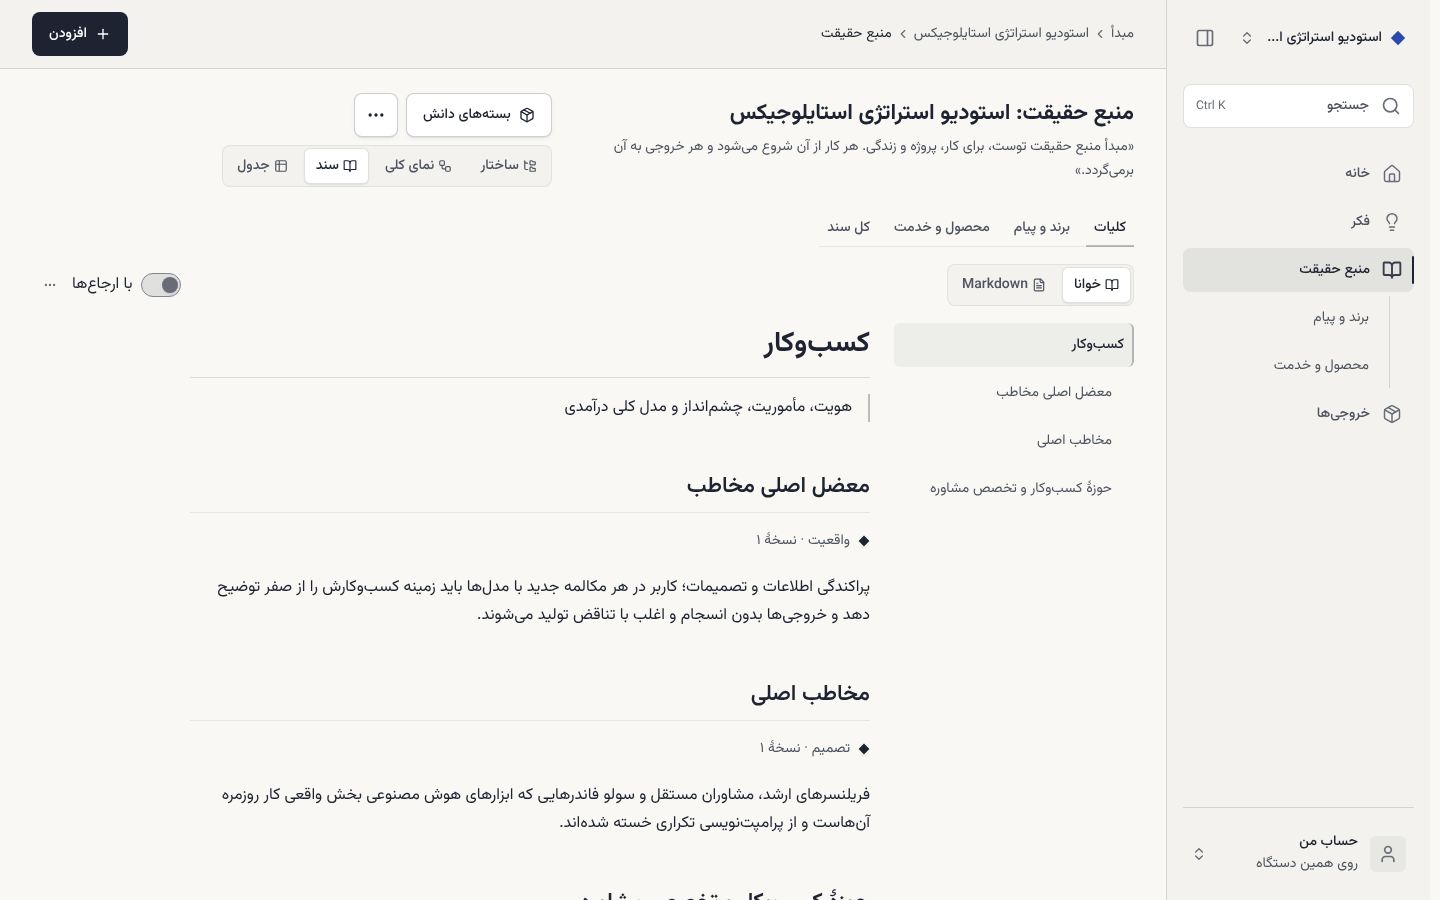 استودیو استراتژی ا...
جستجو
Ctrl K
خانه
فکر
منبع حقیقت
برند و پیام
محصول و خدمت
خروجی‌ها
حساب من
روی همین دستگاه
مبدأ › استودیو استراتژی استایلوجیکس › منبع حقیقت
افزودن
منبع حقیقت: استودیو استراتژی استایلوجیکس
«مبدأ منبع حقیقت توست، برای کار، پروژه و زندگی. هر کار از آن شروع می‌شود و هر خروجی به آن
برمی‌گردد.»
بسته‌های دانش
ساختار
نمای کلی
سند
جدول
کلیات
برند و پیام
محصول و خدمت
کل سند
خوانا
Markdown
با ارجاع‌ها
کسب‌وکار
معضل اصلی مخاطب
مخاطب اصلی
حوزهٔ کسب‌وکار و تخصص مشاوره
کسب‌وکار
هویت، مأموریت، چشم‌انداز و مدل کلی درآمدی
معضل اصلی مخاطب
واقعیت · نسخهٔ ۱
پراکندگی اطلاعات و تصمیمات؛ کاربر در هر مکالمه جدید با مدل‌ها باید زمینه کسب‌وکارش را از صفر توضیح
دهد و خروجی‌ها بدون انسجام و اغلب با تناقض تولید می‌شوند.
مخاطب اصلی
تصمیم · نسخهٔ ۱
فریلنسرهای ارشد، مشاوران مستقل و سولو فاندرهایی که ابزارهای هوش مصنوعی بخش واقعی کار روزمره
آن‌هاست و از پرامپت‌نویسی تکراری خسته شده‌اند.
حوزهٔ کسب‌وکار و تخصص مشاوره